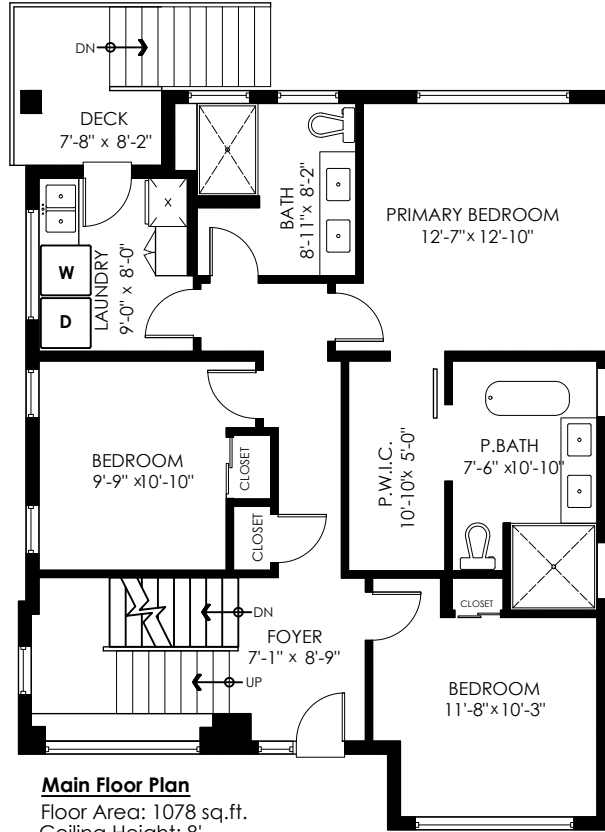 DN
DECK
7'-8" x 8'-2"
BATH
8'-11"x 8'-2"
PRIMARY BEDROOM
12'-7"x 12'-10"
W
D
LAUNDRY
9'-0" x 8'-0"
BEDROOM
9'-9" x10'-10"
CLOSET
CLOSET
P.W.I.C.
10'-10"x 5'-0"
P.BATH
7'-6" x10'-10"
CLOSET
DN
FOYER
7'-1" x 8'-9"
UP
BEDROOM
11'-8"x10'-3"
Main Floor Plan
Floor Area: 1078 sq.ft.
Ceiling Height: 8'